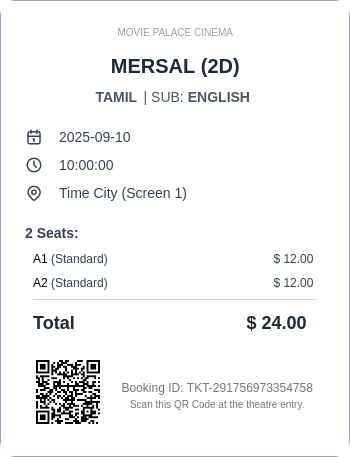 MOVIE PALACE CINEMA
MERSAL (2D)
TAMIL | SUB: ENGLISH
2025-09-10
10:00:00
Time City (Screen 1)
2 Seats:
A1 (Standard) $ 12.00
A2 (Standard) $ 12.00
Total $ 24.00
Booking ID: TKT-291756973354758
Scan this QR Code at the theatre entry.